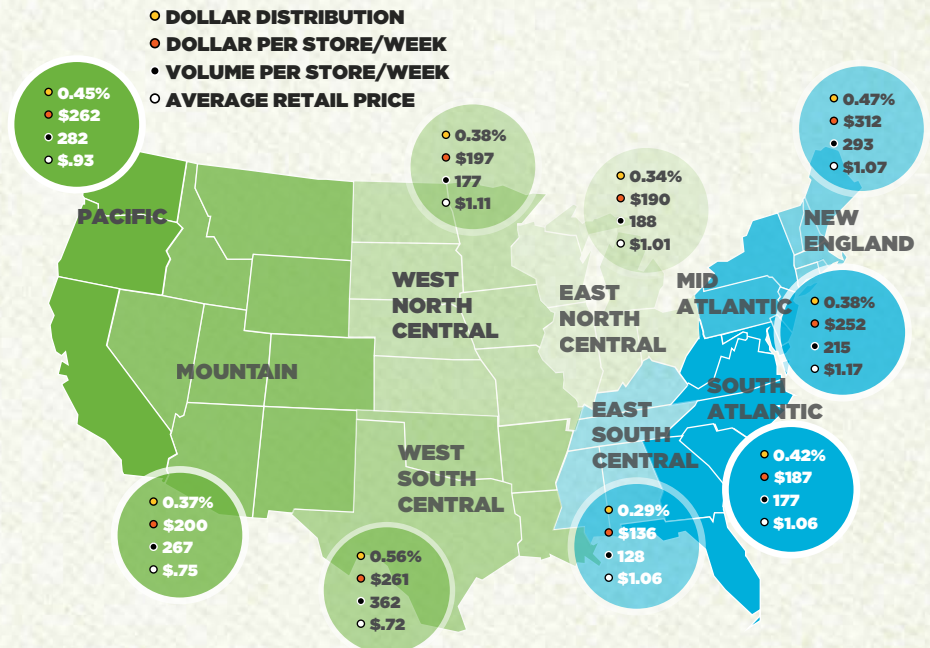 DOLLAR DISTRIBUTION
DOLLAR PER STORE/WEEK
VOLUME PER STORE/WEEK
AVERAGE RETAIL PRICE
0.45%
$262
282
$.93
PACIFIC
0.38%
$197
177
$1.11
WEST
NORTH
CENTRAL
0.34%
$190
188
$1.01
EAST
NORTH
CENTRAL
0.47%
$312
293
$1.07
NEW
ENGLAND
MID
ATLANTIC
0.38%
$252
215
$1.17
MOUNTAIN
0.37%
$200
267
$.75
WEST
SOUTH
CENTRAL
0.56%
$261
362
$.72
EAST
SOUTH
CENTRAL
0.29%
$136
128
$1.06
SOUTH
ATLANTIC
0.42%
$187
177
$1.06